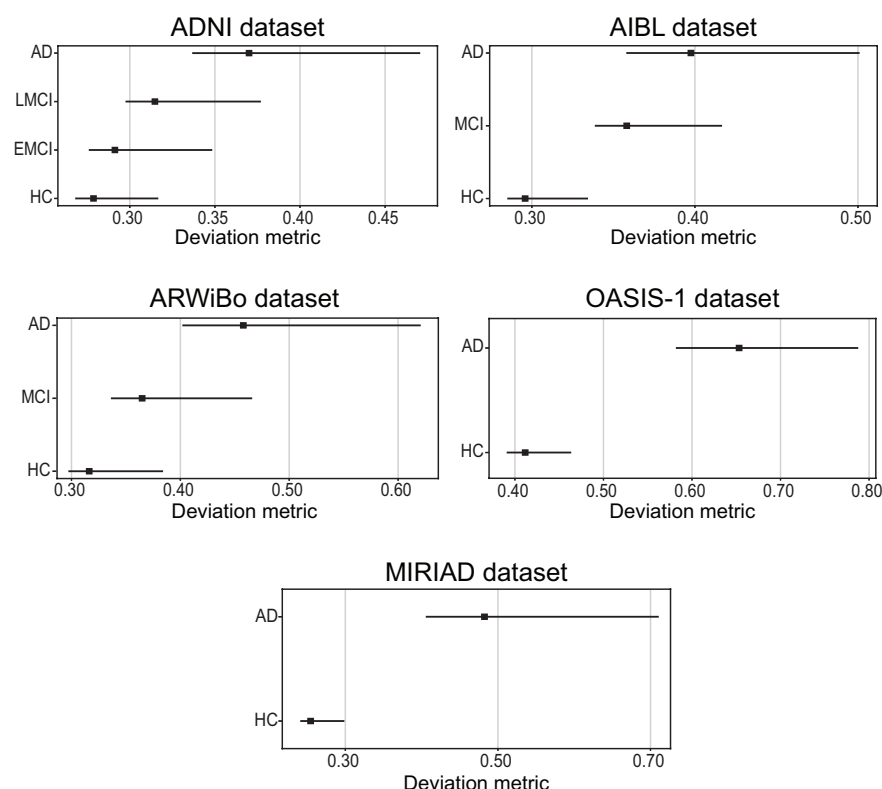 ADNI dataset
AD
LMCI
EMCI
HC
0.30 0.35 0.40 0.45
Deviation metric
AIBL dataset
AD
MCI
HC
0.30 0.40 0.50
Deviation metric
ARWiBo dataset
AD
MCI
HC
0.30 0.40 0.50 0.60
Deviation metric
OASIS-1 dataset
AD
HC
0.40 0.50 0.60 0.70 0.80
Deviation metric
MIRIAD dataset
AD
HC
0.30 0.50 0.70
Deviation metric